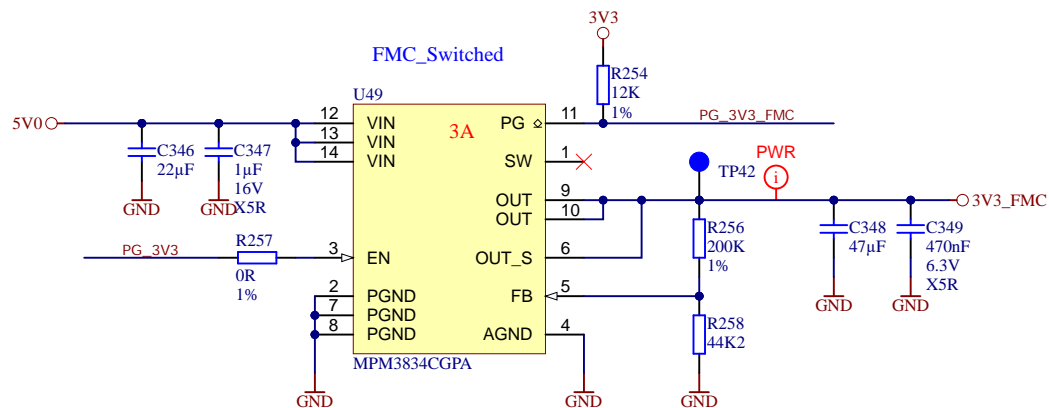 3V3
FMC_Switched
R254
12K
1%
U49
5V0
12
VIN
13
VIN
14
VIN
3A
PG
11
PG_3V3_FMC
C346
22µF
C347
1µF
16V
X5R
GND
GND
SW
1
TP42
PWR
i
OUT
9
OUT
10
3V3_FMC
R256
200K
1%
C348
47µF
C349
470nF
6.3V
X5R
GND
GND
PG_3V3
R257
0R
1%
3
EN
OUT_S
6
2
PGND
7
PGND
8
PGND
FB
5
AGND
4
R258
44K2
MPM3834CGPA
GND
GND
GND